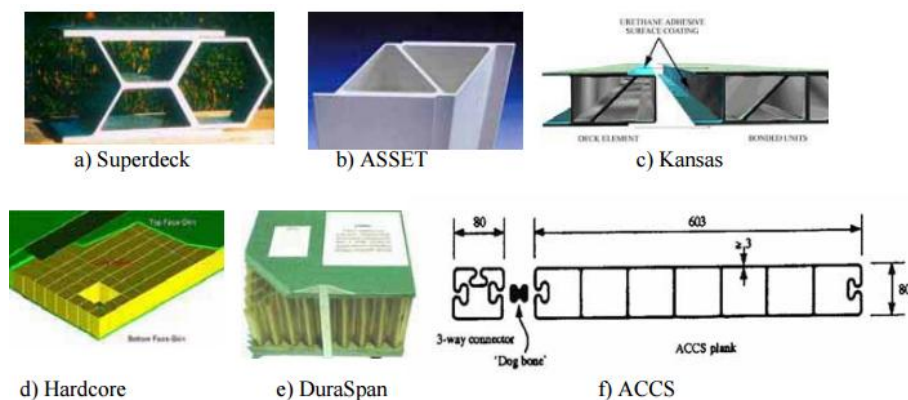 URETHANE ADHESIVE
SURFACE COATING
DECK ELEMENT
BONDED UNITS
a) Superdeck
b) ASSET
c) Kansas
Top Face-Skin
Bottom Face-Skin
80
603
≥ 3
80
3-way connector
'Dog bone'
ACCS plank
d) Hardcore
e) DuraSpan
f) ACCS